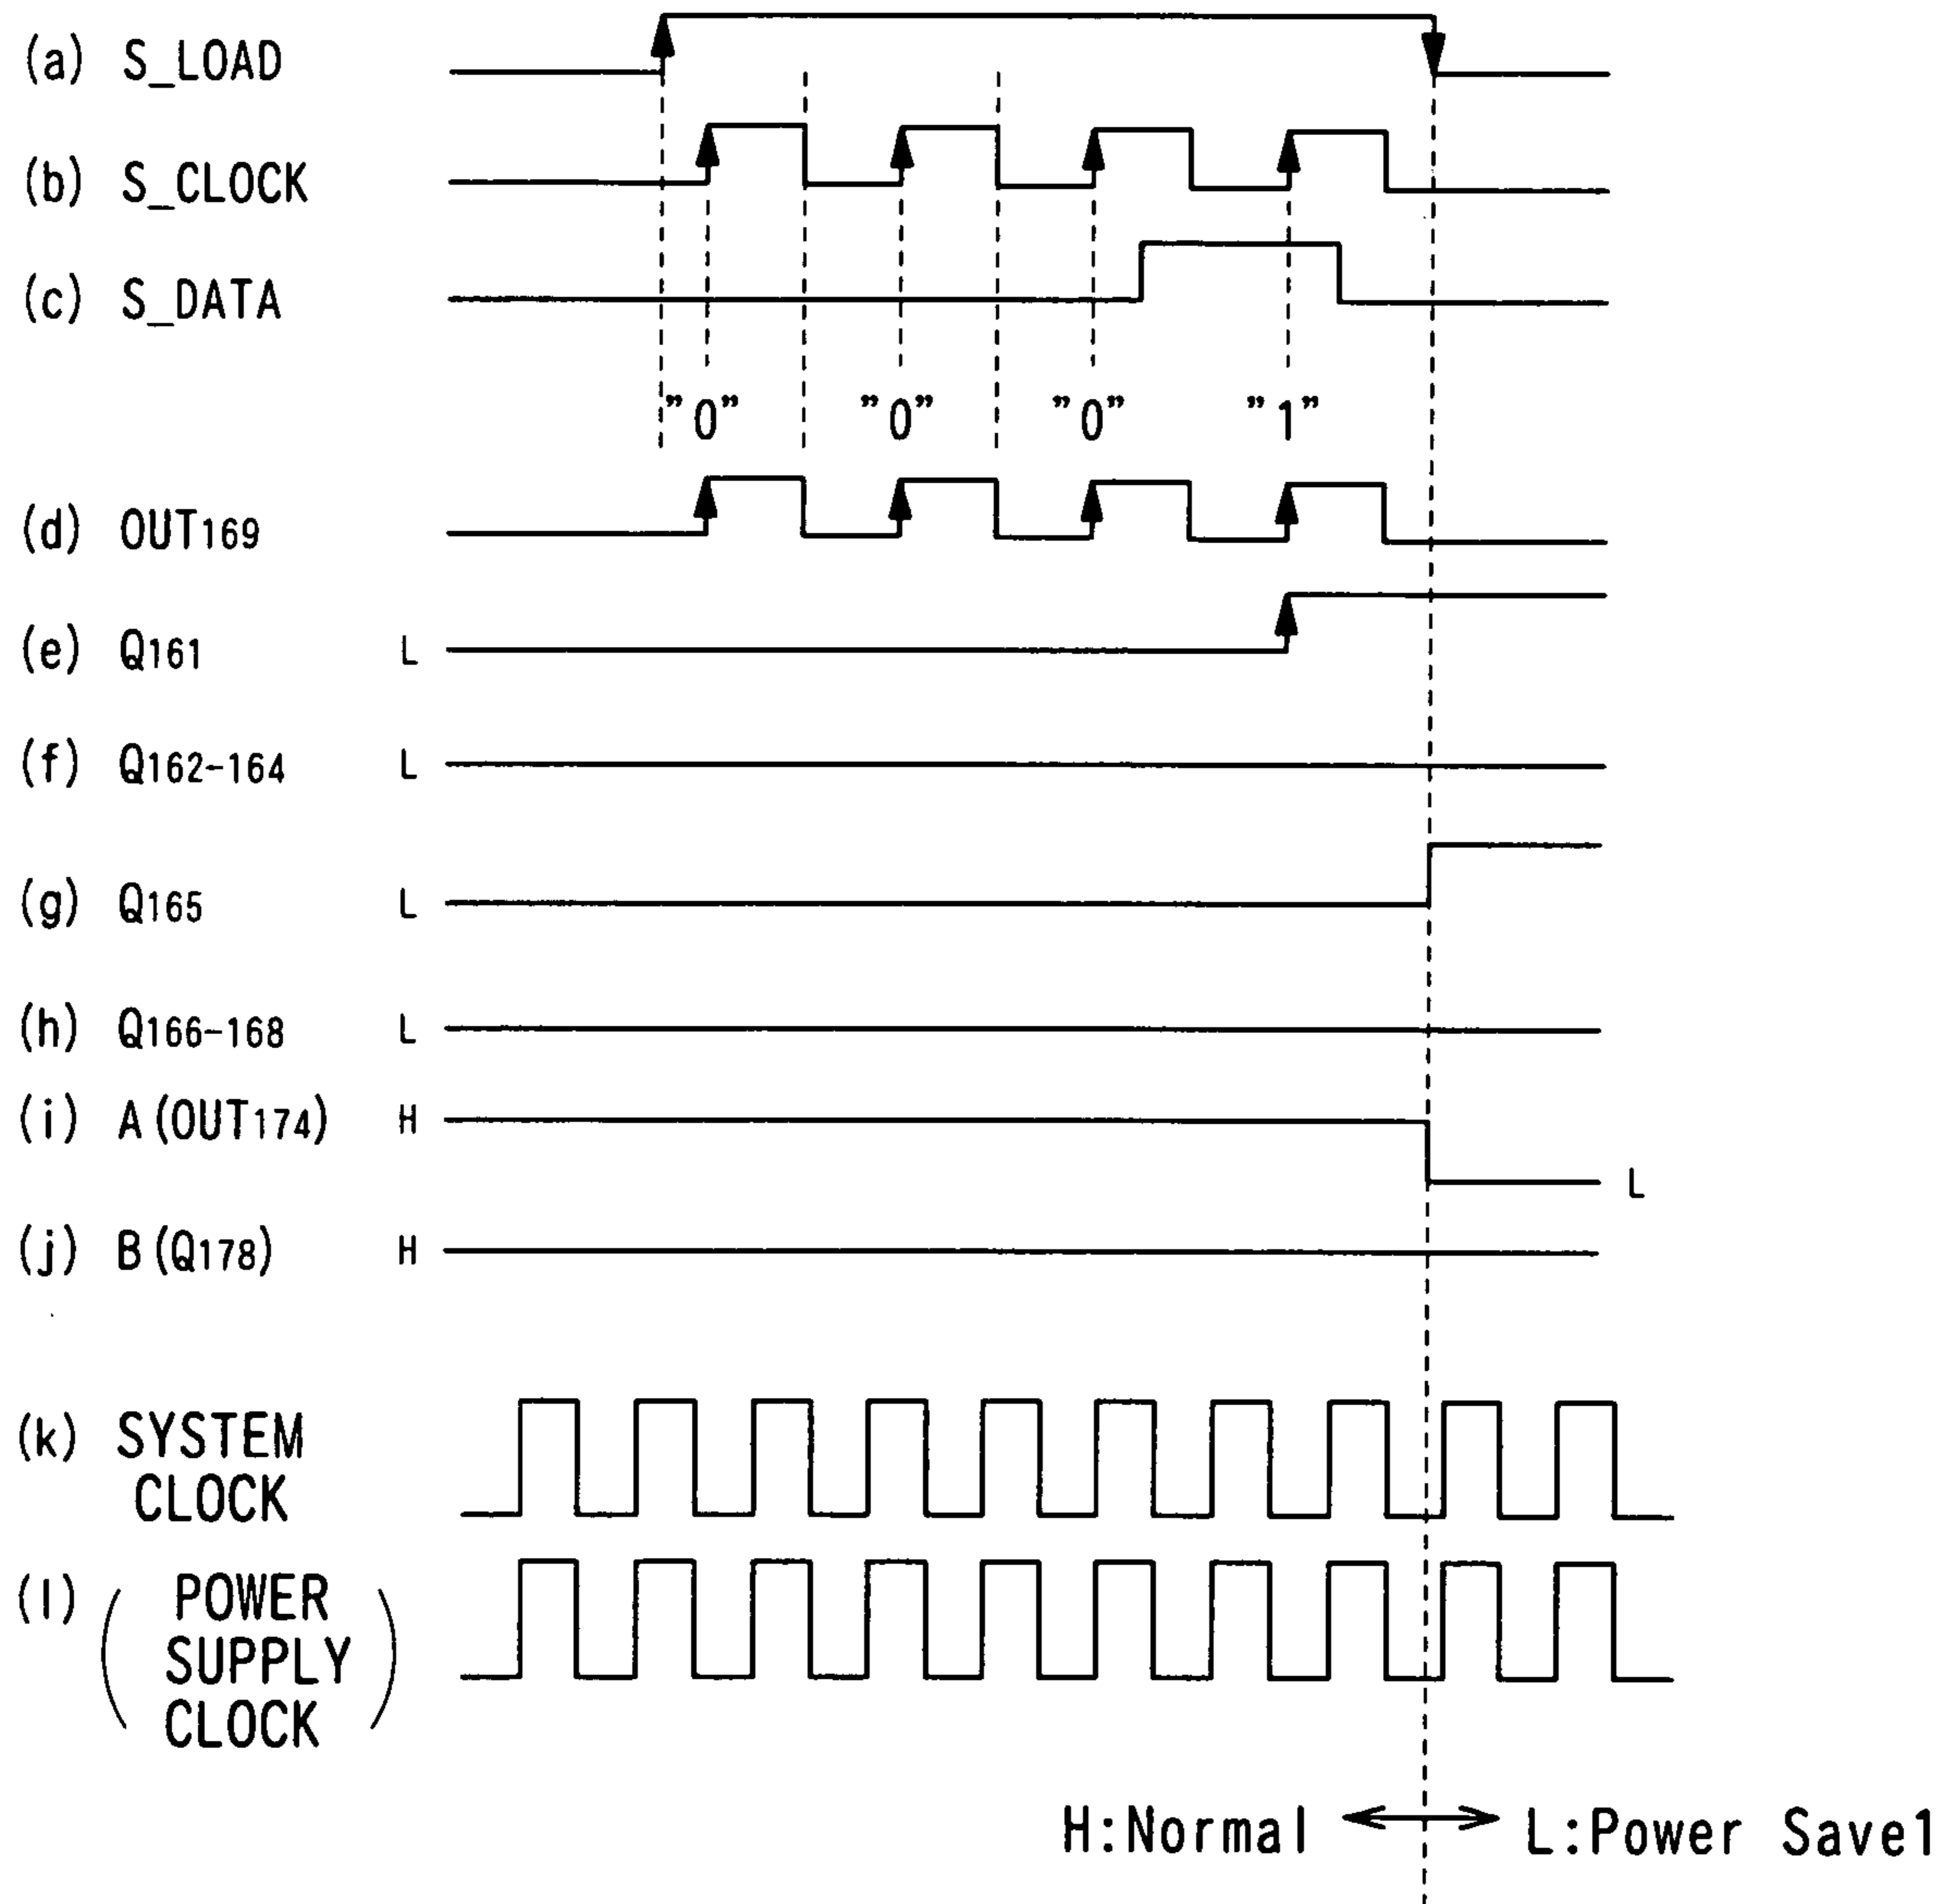 (a) S_LOAD
(b) S_CLOCK
(c) S_DATA
"0" "0" "0" "1"
(d) OUT169
(e) Q161 L
(f) Q162-164 L
(g) Q165 L
(h) Q166-168 L
(i) A(OUT174) H
L
(j) B(Q178) H
(k) SYSTEM
CLOCK
(l) POWER
SUPPLY
CLOCK
H:Normal L:Power Save1